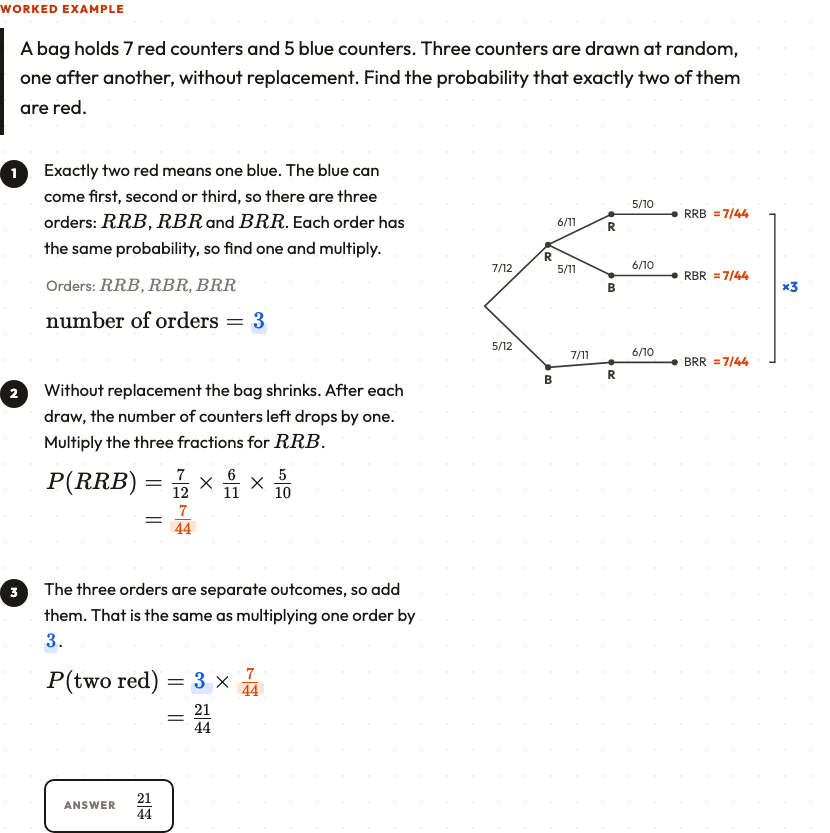 WORKED EXAMPLE
A bag holds 7 red counters and 5 blue counters. Three counters are drawn at random,
one after another, without replacement. Find the probability that exactly two of them
are red.
1
Exactly two red means one blue. The blue can
come first, second or third, so there are three
orders: RRB, RBR and BRR. Each order has
the same probability, so find one and multiply.
Orders: RRB, RBR, BRR
number of orders = 3
2
Without replacement the bag shrinks. After each
draw, the number of counters left drops by one.
Multiply the three fractions for RRB.
P(RRB) = 7/12 × 6/11 × 5/10
= 7/44
3
The three orders are separate outcomes, so add
them. That is the same as multiplying one order by
3.
P(two red) = 3 × 7/44
= 21/44
ANSWER 21/44
5/10
6/11
RRB = 7/44
R
7/12
R
5/11
6/10
RBR = 7/44
B
×3
5/12
7/11
6/10
BRR = 7/44
B
R